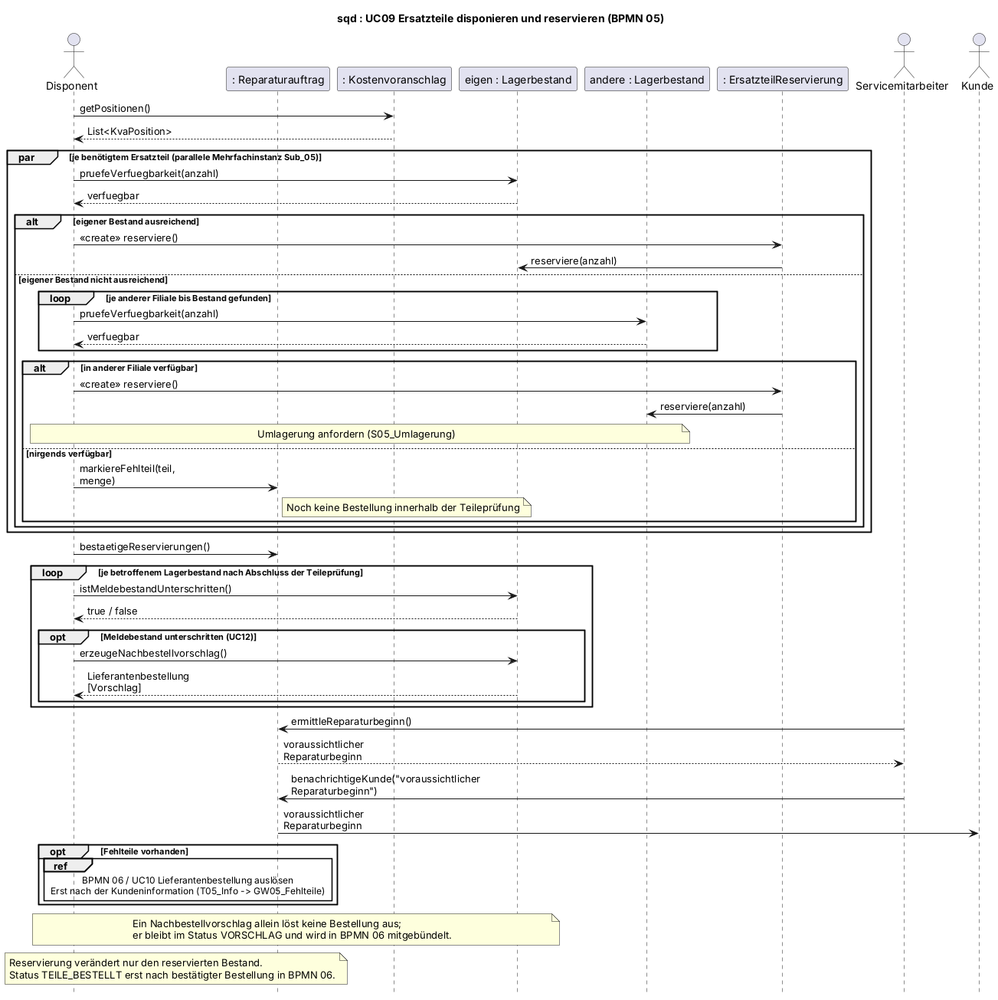 sqd : UC09 Ersatzteile disponieren und reservieren (BPMN 05)
Disponent
: Reparaturauftrag
: Kostenvoranschlag
eigen : Lagerbestand
andere : Lagerbestand
: ErsatzteilReservierung
Servicemitarbeiter
Kunde
getPositionen()
List<KvaPosition>
par [je benötigtem Ersatzteil (parallele Mehrfachinstanz Sub_05)]
pruefeVerfuegbarkeit(anzahl)
verfuegbar
alt [eigener Bestand ausreichend]
«create» reserviere()
reserviere(anzahl)
[eigener Bestand nicht ausreichend]
loop [je anderer Filiale bis Bestand gefunden]
pruefeVerfuegbarkeit(anzahl)
verfuegbar
alt [in anderer Filiale verfügbar]
«create» reserviere()
reserviere(anzahl)
Umlagerung anfordern (S05_Umlagerung)
[nirgends verfügbar]
markiereFehlteil(teil,
menge)
Noch keine Bestellung innerhalb der Teileprüfung
bestaetigeReservierungen()
loop [je betroffenem Lagerbestand nach Abschluss der Teileprüfung]
istMeldebestandUnterschritten()
true / false
opt [Meldebestand unterschritten (UC12)]
erzeugeNachbestellvorschlag()
Lieferantenbestellung
[Vorschlag]
ermittleReparaturbeginn()
voraussichtlicher
Reparaturbeginn
benachrichtigeKunde("voraussichtlicher
Reparaturbeginn")
voraussichtlicher
Reparaturbeginn
opt [Fehlteile vorhanden]
ref
BPMN 06 / UC10 Lieferantenbestellung auslösen
Erst nach der Kundeninformation (T05_Info -> GW05_Fehlteile)
Ein Nachbestellvorschlag allein löst keine Bestellung aus;
er bleibt im Status VORSCHLAG und wird in BPMN 06 mitgebündelt.
Reservierung verändert nur den reservierten Bestand.
Status TEILE_BESTELLT erst nach bestätigter Bestellung in BPMN 06.